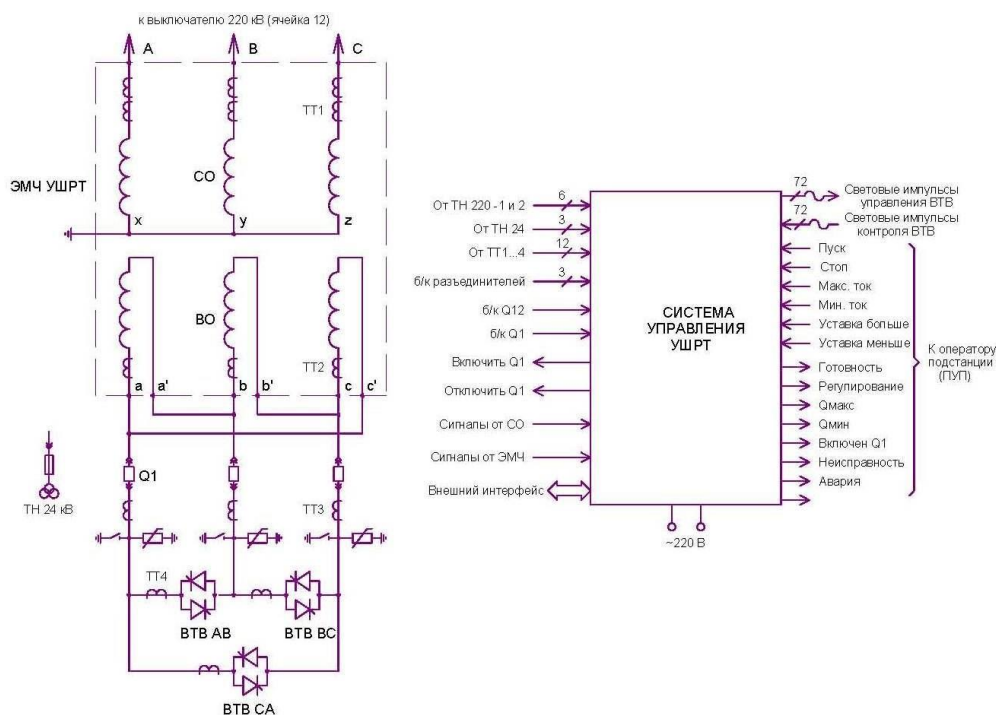 к выключателю 220 кВ (ячейка 12)
A
B
C
ТТ1
ЭМЧ УШРТ
СО
x
y
z
ВО
ТТ2
a
a'
b
b'
c
c'
Q1
ТН 24 кВ
ТТ3
ТТ4
ВТВ АВ
ВТВ ВС
ВТВ СА
От ТН 220 - 1 и 2
6
От ТН 24
3
От ТТ1...4
12
б/к разъединителей
3
б/к Q12
б/к Q1
Включить Q1
Отключить Q1
Сигналы от СО
Сигналы от ЭМЧ
Внешний интерфейс
СИСТЕМА
УПРАВЛЕНИЯ
УШРТ
~220 В
72
Световые импульсы
управления ВТВ
72
Световые импульсы
контроля ВТВ
Пуск
Стоп
Макс. ток
Мин. ток
Уставка больше
Уставка меньше
Готовность
Регулирование
Qмакс
Qмин
Включен Q1
Неисправность
Авария
К оператору
подстанции
(ПУП)